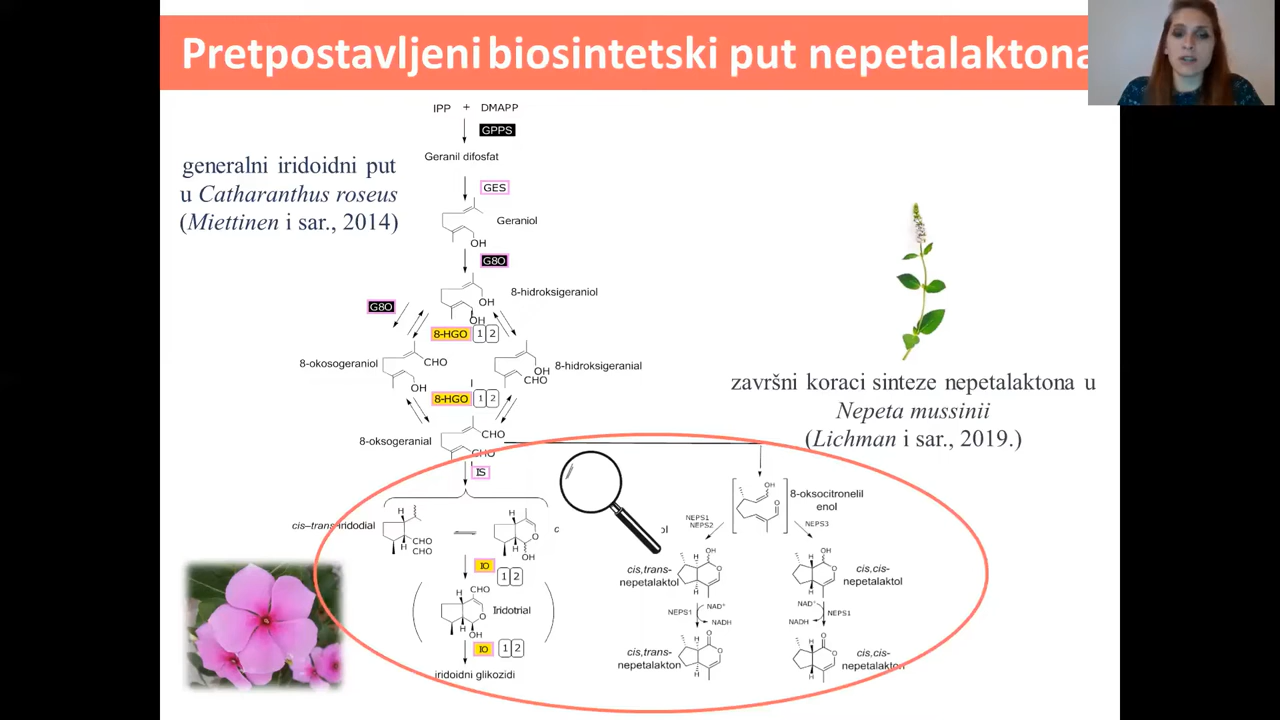 Pretpostavljeni biosintetski put nepetalaktona
IPP + DMAPP
GPPS
Geranil difosfat
generalni iridoidni put
u Catharanthus roseus
(Miettinen i sar., 2014)
GES
Geraniol
OH
G8O
8-hidroksigeraniol
OH
OH
G8O
8-HGO 1 2
8-okosogeraniol
CHO
OH
OH
CHO
8-hidroksigeranial
8-HGO 1 2
8-oksogeranial
CHO
CHO
IS
završni koraci sinteze nepetalaktona u
Nepeta mussinii
(Lichman i sar., 2019.)
cis–trans-iridodial
H
H
CHO
CHO
H
H
O
OH
c
ol
IO
1 2
CHO
H
H
O
OH
Iridotrial
IO 1 2
iridoidni glikozidi
OH
O
8-oksocitronelil
enol
NEPS1
NEPS2
NEPS3
cis,trans-
nepetalaktol
H
H
OH
O
H
H
OH
O
cis,cis-
nepetalaktol
NEPS1
NAD⁺
NADH
NAD⁺
NADH
NEPS1
cis,trans-
nepetalakton
H
H
O
O
H
H
O
O
cis,cis-
nepetalakton